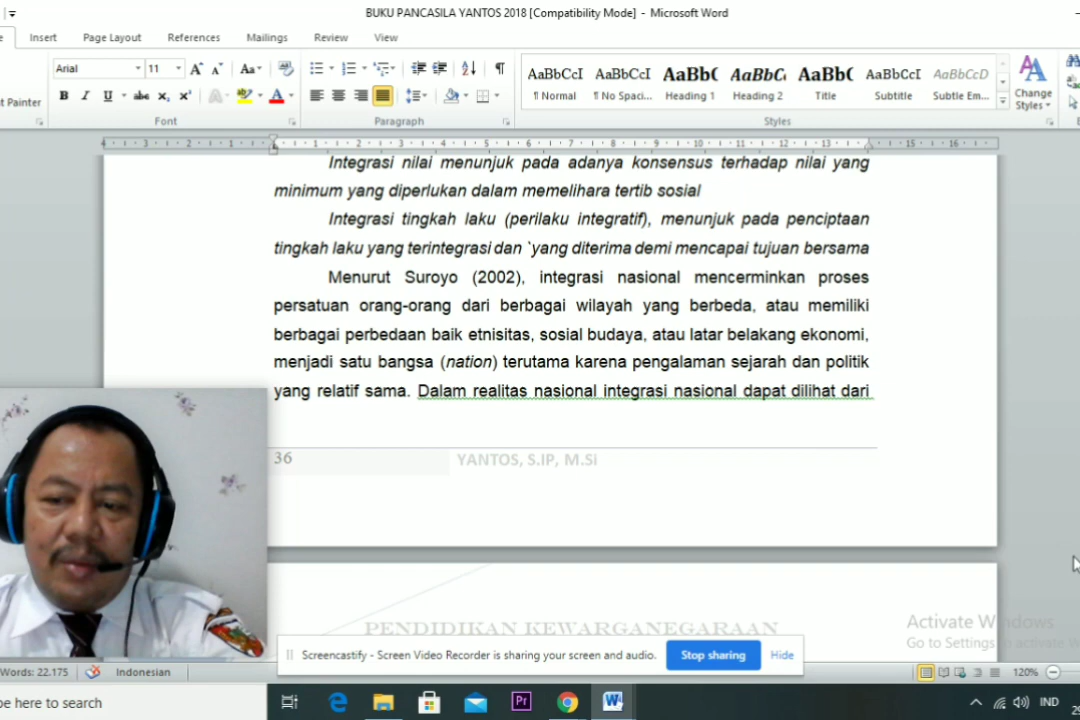 BUKU PANCASILA YANTOS 2018 [Compatibility Mode] - Microsoft Word
Insert Page Layout References Mailings Review View
Arial 11
Painter
Font Paragraph Styles
AaBbCcI AaBbCcI AaBbC AaBbC AaBbC AaBbCcI AaBbCcD
¶ Normal ¶ No Spaci... Heading 1 Heading 2 Title Subtitle Subtle Em...
Change
Styles
Integrasi nilai menunjuk pada adanya konsensus terhadap nilai yang
minimum yang diperlukan dalam memelihara tertib sosial
Integrasi tingkah laku (perilaku integratif), menunjuk pada penciptaan
tingkah laku yang terintegrasi dan `yang diterima demi mencapai tujuan bersama
Menurut Suroyo (2002), integrasi nasional mencerminkan proses
persatuan orang-orang dari berbagai wilayah yang berbeda, atau memiliki
berbagai perbedaan baik etnisitas, sosial budaya, atau latar belakang ekonomi,
menjadi satu bangsa (nation) terutama karena pengalaman sejarah dan politik
yang relatif sama. Dalam realitas nasional integrasi nasional dapat dilihat dari
36 YANTOS, S.IP, M.Si
PENDIDIKAN KEWARGANEGARAAN
Activate Windows
Go to Settings to activate W
Screencastify - Screen Video Recorder is sharing your screen and audio. Stop sharing Hide
Words: 22.175 Indonesian 120%
pe here to search
IND